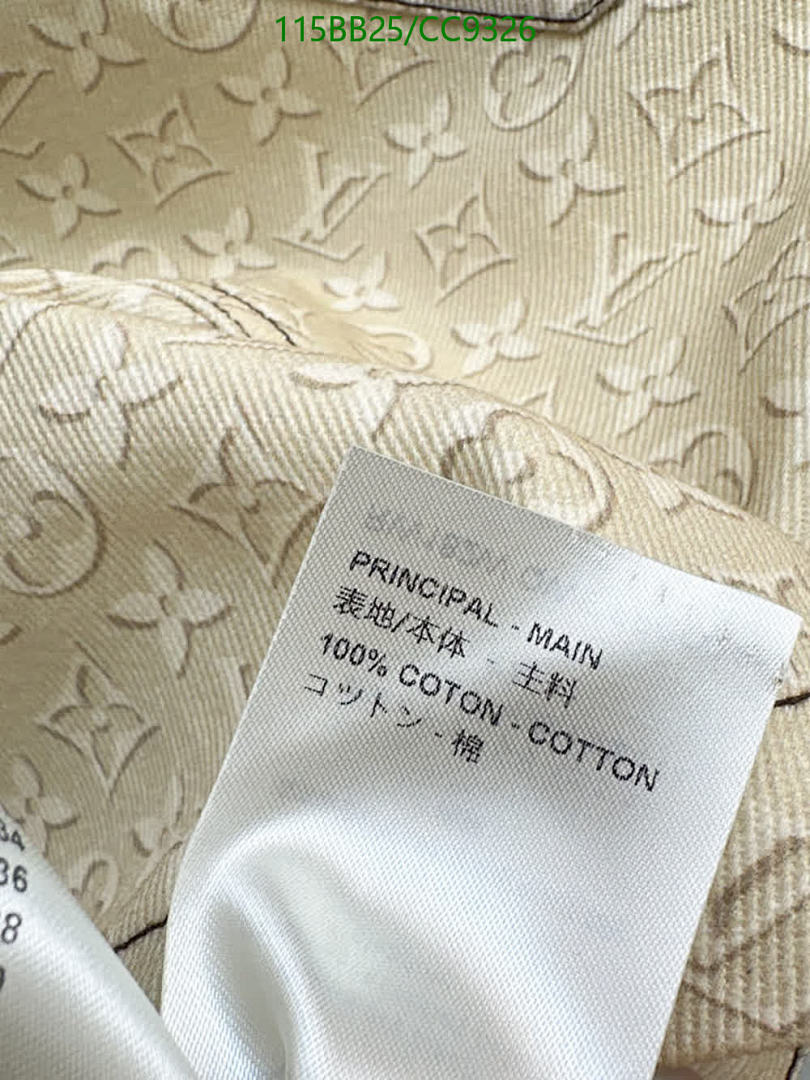 115BB25/CC9326
PRINCIPAL - MAIN
表地/本体 - 主料
100% COTON - COTTON
コットン - 棉
84
36